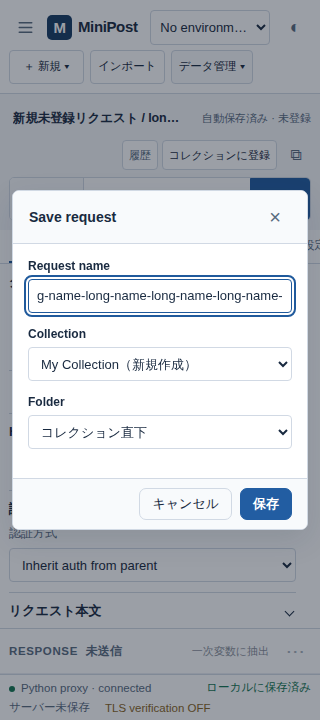 M MiniPost No environm…
＋ 新規 ▾ インポート データ管理 ▾
新規未登録リクエスト / lon… 自動保存済み · 未登録
履歴 コレクションに登録
Save request ×
Request name
g-name-long-name-long-name-long-name-
Collection
My Collection（新規作成）
Folder
コレクション直下
キャンセル 保存
認証方式
Inherit auth from parent
リクエスト本文
RESPONSE 未送信 一次変数に抽出 ···
Python proxy · connected ローカルに保存済み
サーバー未保存 TLS verification OFF